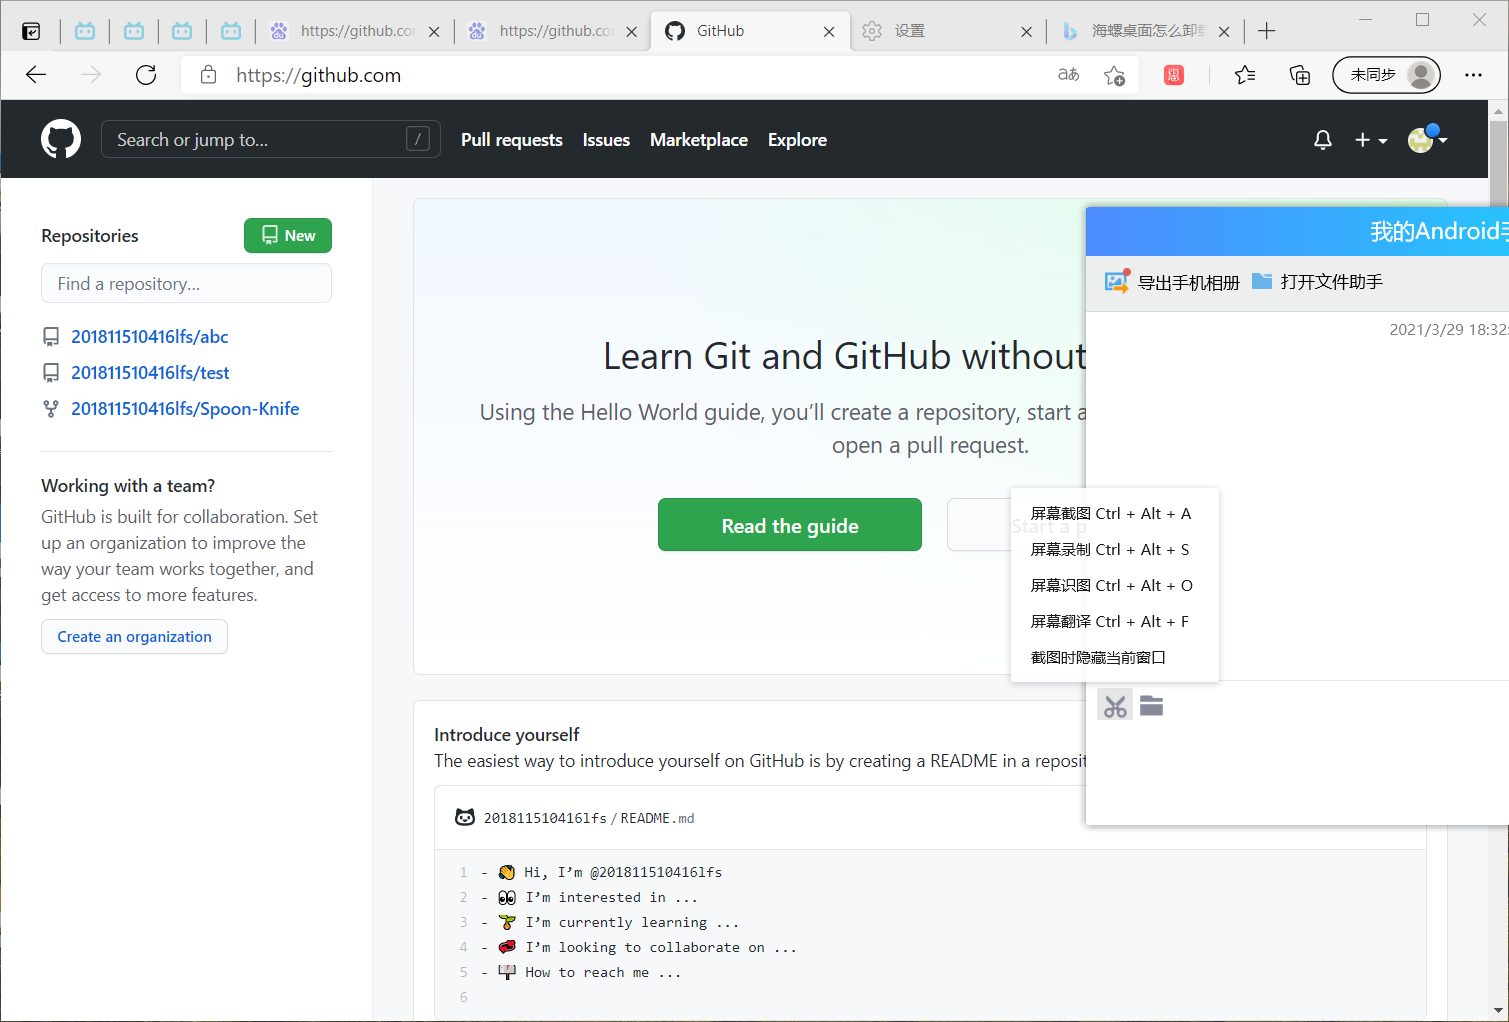 https://github.co
https://github.co
GitHub
设置
海螺桌面怎么卸
https://github.com
aあ
惠
未同步
Search or jump to...
/
Pull requests
Issues
Marketplace
Explore
Repositories
New
Find a repository...
201811510416lfs/abc
201811510416lfs/test
201811510416lfs/Spoon-Knife
Working with a team?
GitHub is built for collaboration. Set
up an organization to improve the
way your team works together, and
get access to more features.
Create an organization
Learn Git and GitHub without
Using the Hello World guide, you’ll create a repository, start a
open a pull request.
Read the guide
Start a p
我的Android手
导出手机相册
打开文件助手
2021/3/29 18:32:
屏幕截图 Ctrl + Alt + A
屏幕录制 Ctrl + Alt + S
屏幕识图 Ctrl + Alt + O
屏幕翻译 Ctrl + Alt + F
截图时隐藏当前窗口
Introduce yourself
The easiest way to introduce yourself on GitHub is by creating a README in a reposit
201811510416lfs / README.md
1 - 👋 Hi, I’m @201811510416lfs
2 - 👀 I’m interested in ...
3 - 🌱 I’m currently learning ...
4 - 💞️ I’m looking to collaborate on ...
5 - 📫 How to reach me ...
6